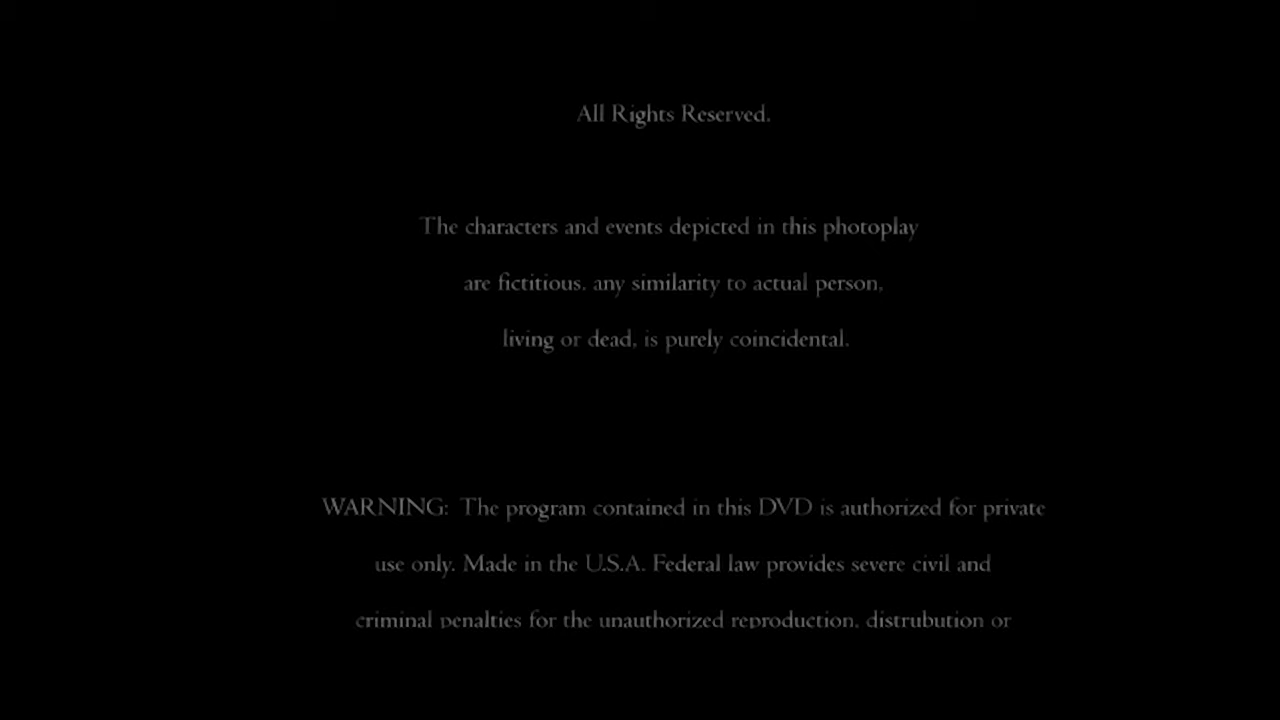 All Rights Reserved.
The characters and events depicted in this photoplay
are fictitious. any similarity to actual person,
living or dead, is purely coincidental.
WARNING: The program contained in this DVD is authorized for private
use only. Made in the U.S.A. Federal law provides severe civil and
criminal penalties for the unauthorized reproduction, distrubution or